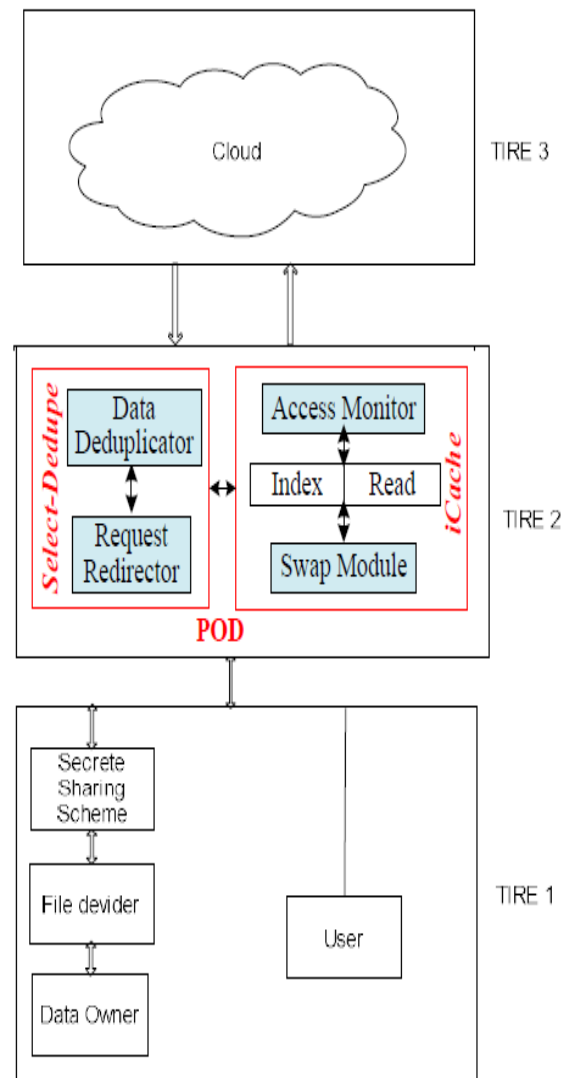 Cloud
TIRE 3
Select-Dedupe
Data
Deduplicator
Request
Redirector
Access Monitor
Index Read
Swap Module
iCache
POD
TIRE 2
Secrete
Sharing
Scheme
File devider
Data Owner
User
TIRE 1